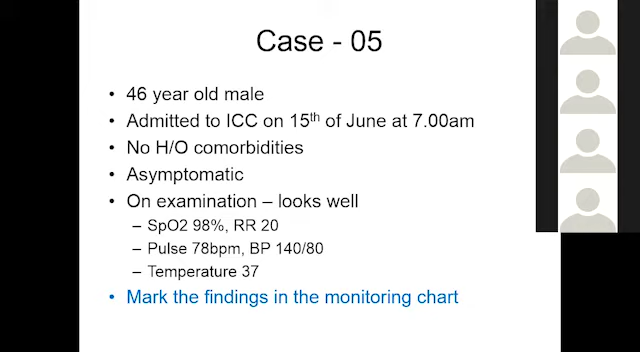 Case - 05
• 46 year old male
• Admitted to ICC on 15th of June at 7.00am
• No H/O comorbidities
• Asymptomatic
• On examination – looks well
– SpO2 98%, RR 20
– Pulse 78bpm, BP 140/80
– Temperature 37
• Mark the findings in the monitoring chart